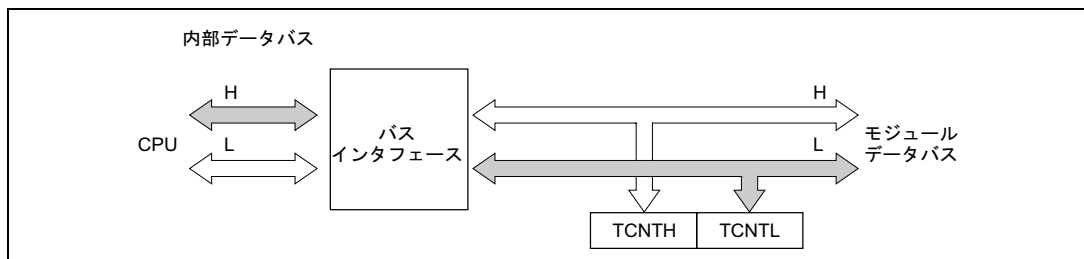 内部データバス
H
CPU
L
バス
インタフェース
H
L
モジュール
データバス
TCNTH
TCNTL